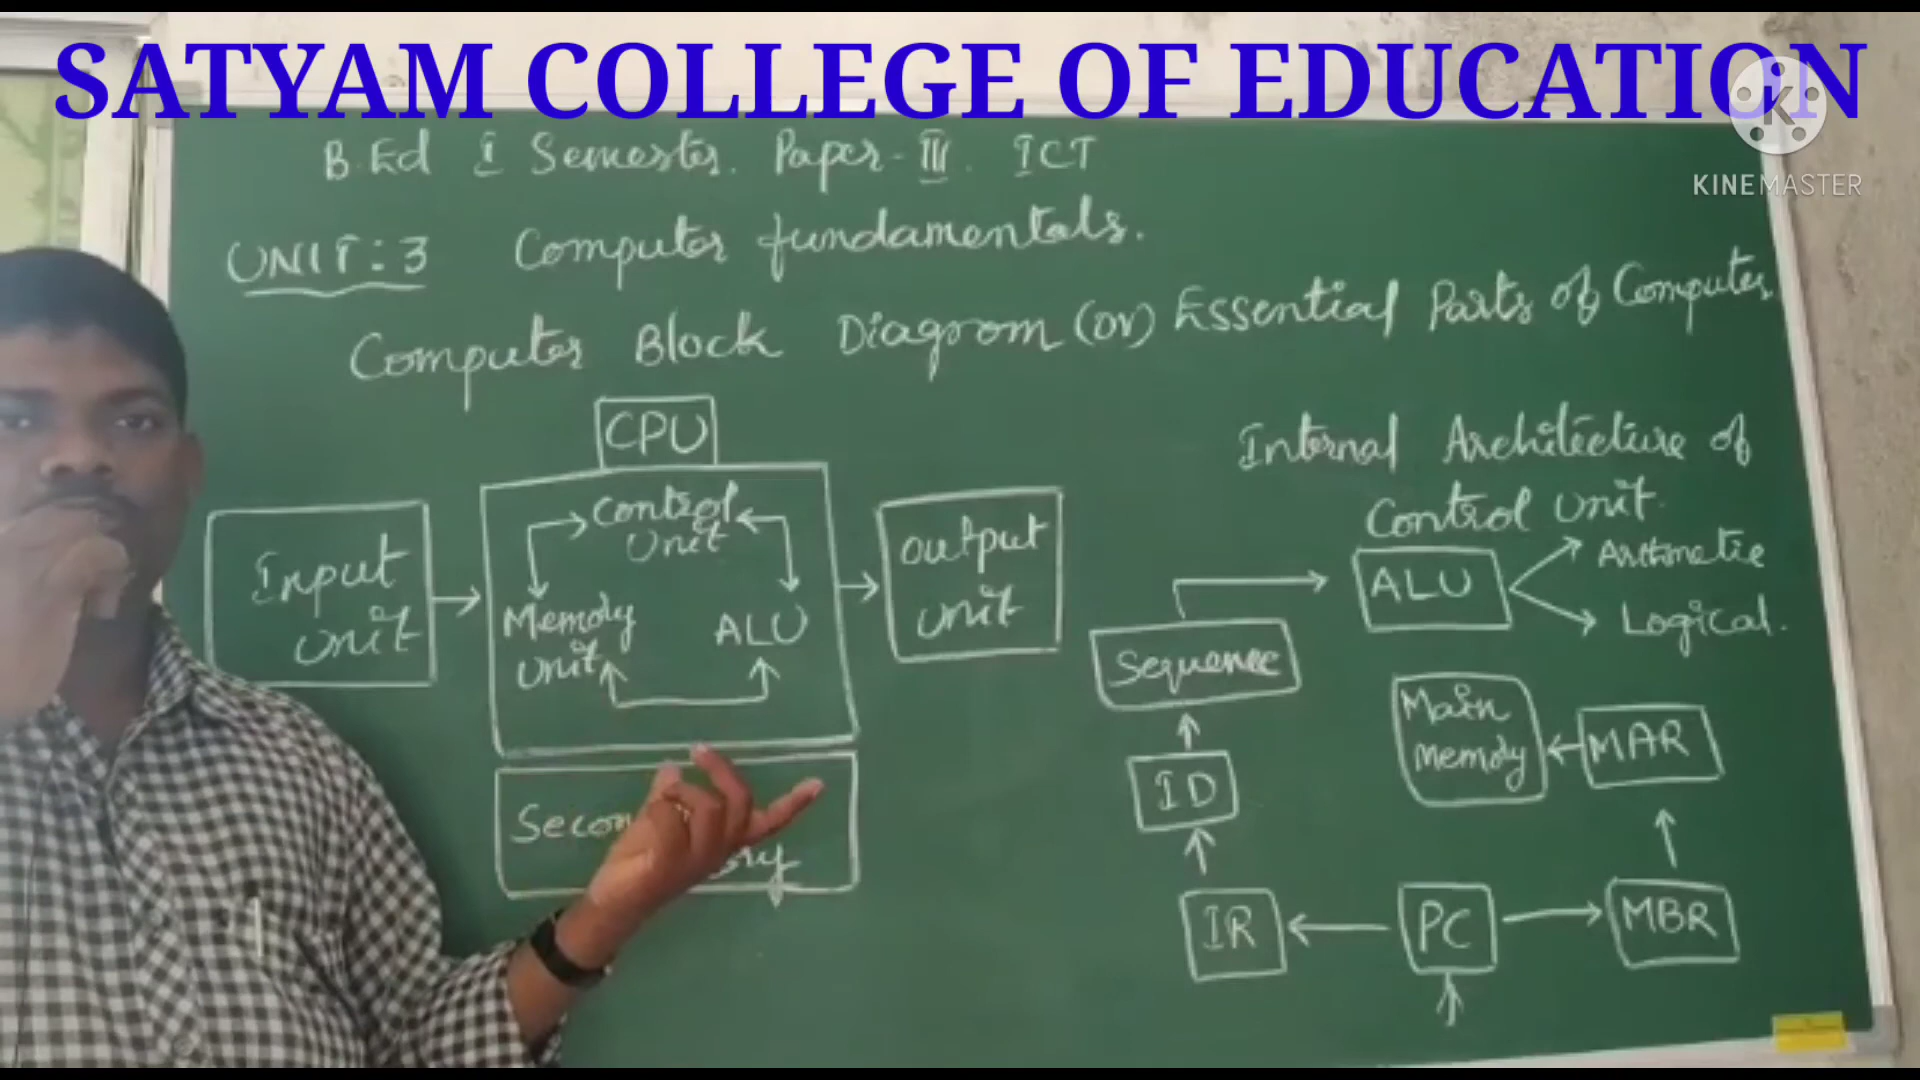 SATYAM COLLEGE OF EDUCATION
KINEMASTER
B.Ed I Semester. Paper-III. ICT
UNIT:3 Computer fundamentals.
Computer Block Diagram (or) Essential Parts of Computer
CPU
Control
Unit
Memory
Unit
ALU
Input
Unit
Output
Unit
Internal Architecture of
Control Unit.
ALU
Arithmatic
Logical.
Sequence
ID
IR
PC
MBR
MAR
Main
Memory